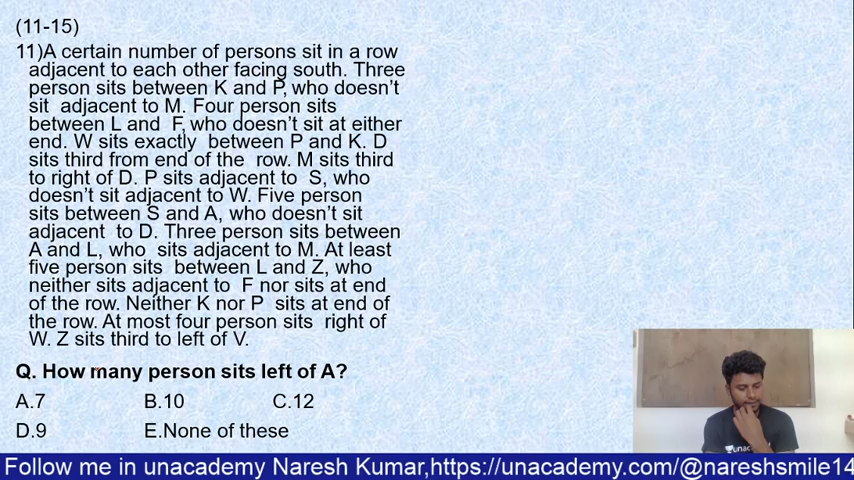 (11-15)
11)A certain number of persons sit in a row
adjacent to each other facing south. Three
person sits between K and P, who doesn't
sit adjacent to M. Four person sits
between L and F, who doesn't sit at either
end. W sits exactly between P and K. D
sits third from end of the row. M sits third
to right of D. P sits adjacent to S, who
doesn't sit adjacent to W. Five person
sits between S and A, who doesn't sit
adjacent to D. Three person sits between
A and L, who sits adjacent to M. At least
five person sits between L and Z, who
neither sits adjacent to F nor sits at end
of the row. Neither K nor P sits at end of
the row. At most four person sits right of
W. Z sits third to left of V.
Q. How many person sits left of A?
A.7 B.10 C.12
D.9 E.None of these
Follow me in unacademy Naresh Kumar,https://unacademy.com/@nareshsmile14